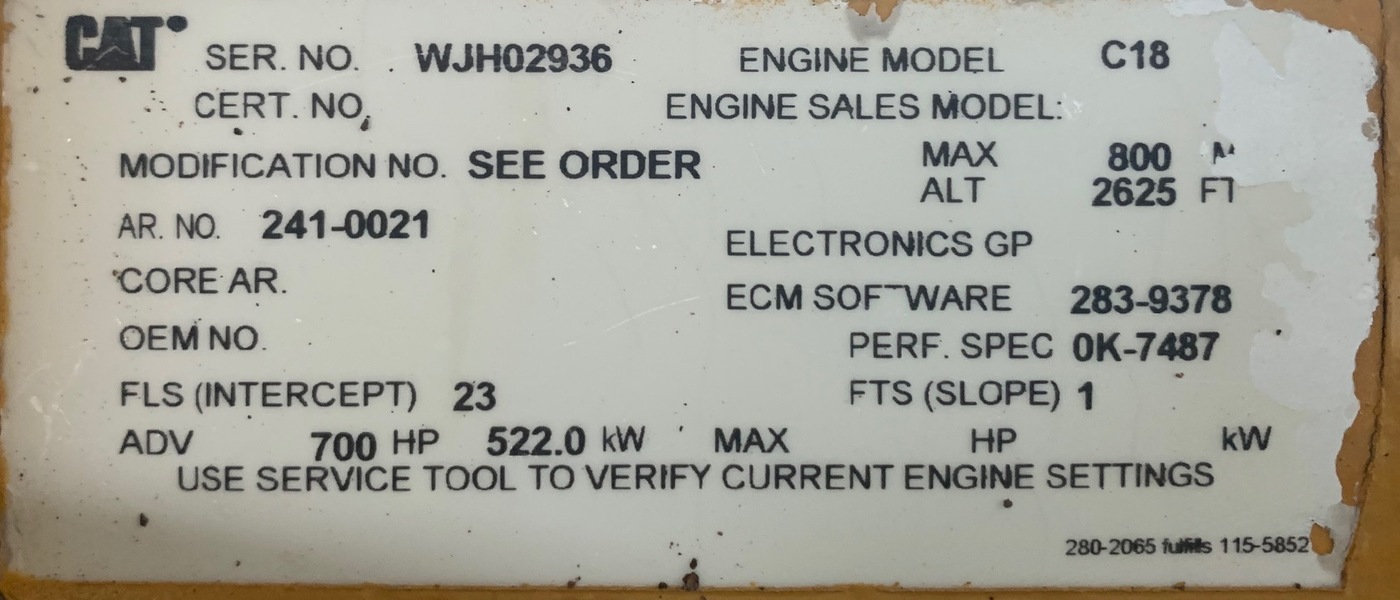 CAT SER. NO. WJH02936 ENGINE MODEL C18
CERT. NO. ENGINE SALES MODEL:
MODIFICATION NO. SEE ORDER MAX 800 M
ALT 2625 FT
AR. NO. 241-0021
ELECTRONICS GP
CORE AR.
ECM SOFTWARE 283-9378
OEM NO. PERF. SPEC 0K-7487
FLS (INTERCEPT) 23 FTS (SLOPE) 1
ADV 700 HP 522.0 kW MAX HP kW
USE SERVICE TOOL TO VERIFY CURRENT ENGINE SETTINGS
280-2065 fulfills 115-5852